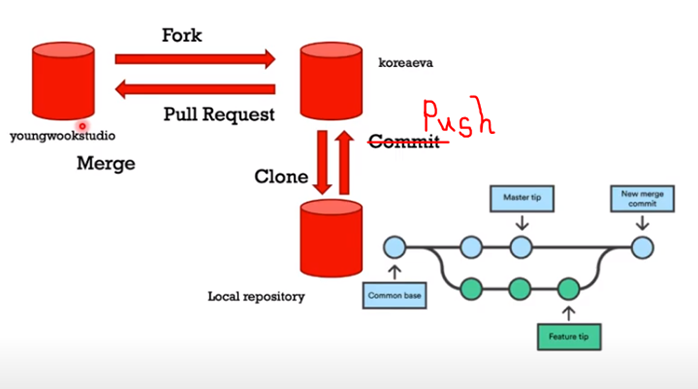 Fork
koreaeva
Pull Request
Push
youngwookstudio
Commit
Merge
Clone
Master tip
New merge
commit
Local repository
Common base
Feature tip